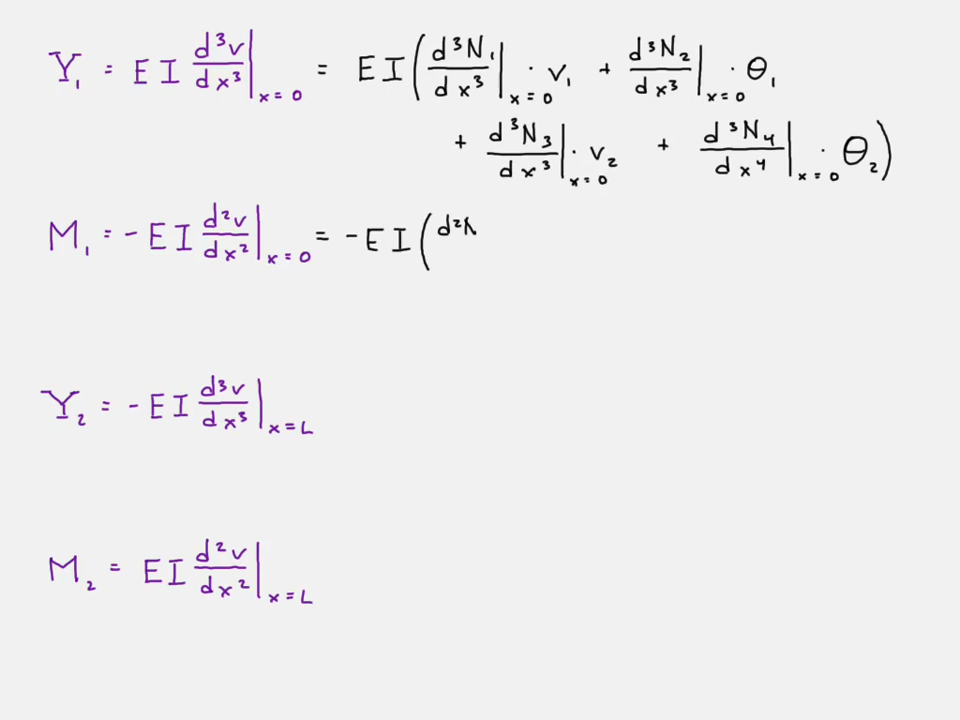 Y₁ = EI d³v/dx³|ₓ₌₀ = EI(d³N₁/dx³|ₓ₌₀ · v₁ + d³N₂/dx³|ₓ₌₀ · θ₁
+ d³N₃/dx³|ₓ₌₀ · v₂ + d³N₄/dx⁴|ₓ₌₀ · θ₂)
M₁ = -EI d²v/dx²|ₓ₌₀ = -EI(d²
Y₂ = -EI d³v/dx³|x=L
M₂ = EI d²v/dx²|x=L